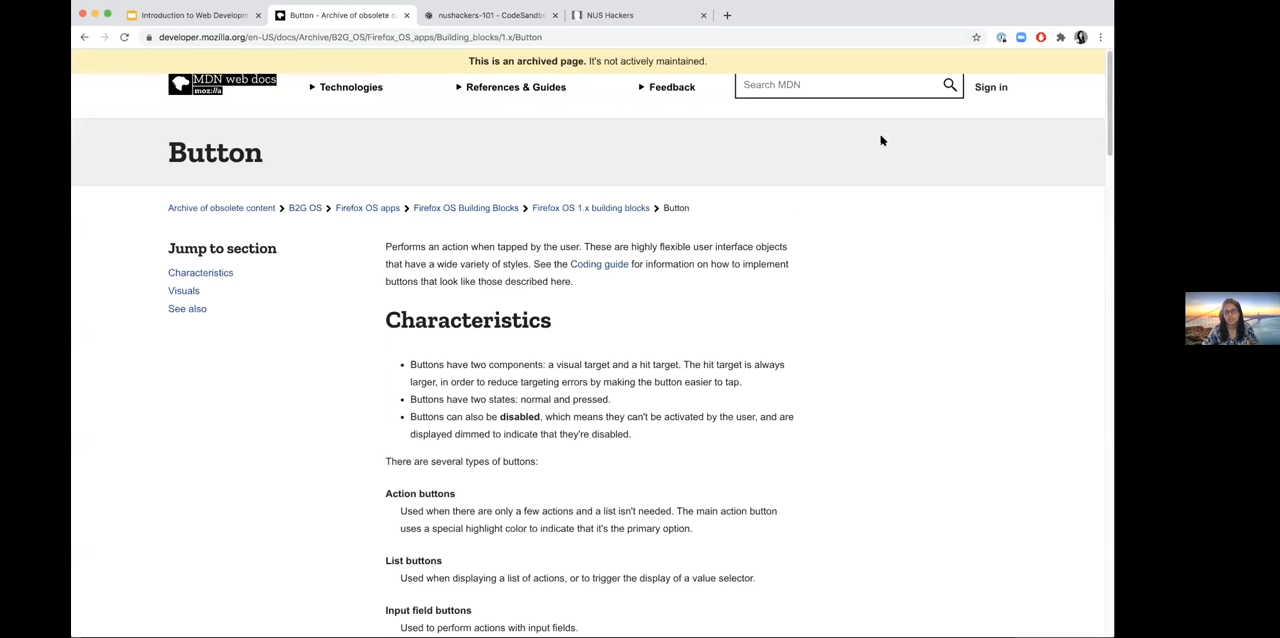 Introduction to Web Developm
Button - Archive of obsolete c
nushackers-101 - CodeSandb
NUS Hackers
developer.mozilla.org/en-US/docs/Archive/B2G_OS/Firefox_OS_apps/Building_blocks/1.x/Button
This is an archived page. It's not actively maintained.
MDN web docs
moz://a
Technologies
References & Guides
Feedback
Search MDN
Sign in
Button
Archive of obsolete content > B2G OS > Firefox OS apps > Firefox OS Building Blocks > Firefox OS 1.x building blocks > Button
Jump to section
Characteristics
Visuals
See also
Performs an action when tapped by the user. These are highly flexible user interface objects
that have a wide variety of styles. See the Coding guide for information on how to implement
buttons that look like those described here.
Characteristics
• Buttons have two components: a visual target and a hit target. The hit target is always
larger, in order to reduce targeting errors by making the button easier to tap.
• Buttons have two states: normal and pressed.
• Buttons can also be disabled, which means they can't be activated by the user, and are
displayed dimmed to indicate that they're disabled.
There are several types of buttons:
Action buttons
Used when there are only a few actions and a list isn't needed. The main action button
uses a special highlight color to indicate that it's the primary option.
List buttons
Used when displaying a list of actions, or to trigger the display of a value selector.
Input field buttons
Used to perform actions with input fields.